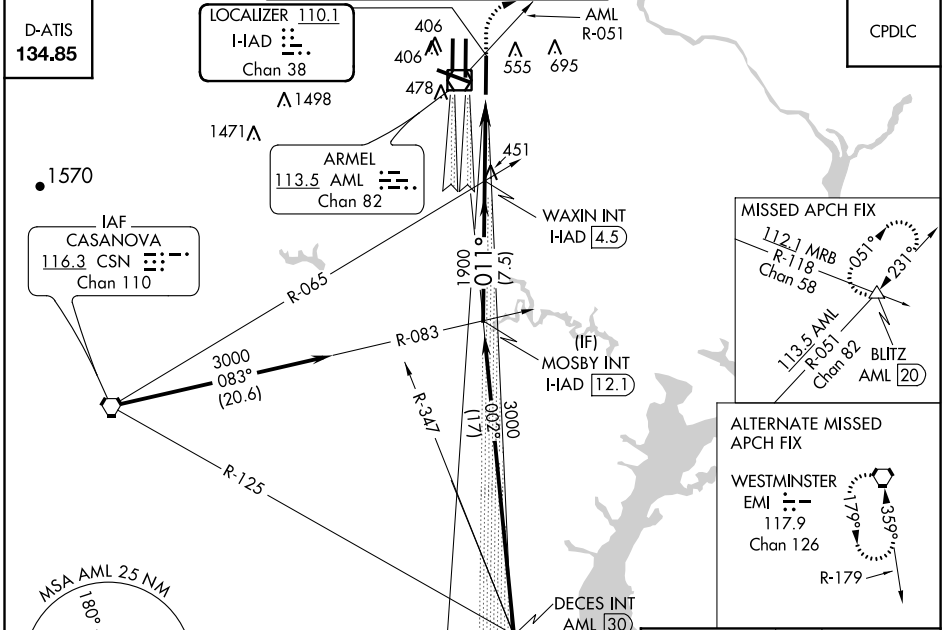 D-ATIS
134.85
LOCALIZER 110.1
I-IAD
Chan 38
406
406
478
AML
R-051
555
695
CPDLC
1498
1471
1570
ARMEL
113.5 AML
Chan 82
451
WAXIN INT
I-IAD 4.5
IAF
CASANOVA
116.3 CSN
Chan 110
R-065
1900
011°
(7.5)
MISSED APCH FIX
112.1 MRB
R-118
Chan 58
051°
231°
113.5 AML
R-051
Chan 82
BLITZ
AML 20
R-083
(IF)
MOSBY INT
I-IAD 12.1
3000
083°
(20.6)
R-347
3000
002°
(17)
R-125
ALTERNATE MISSED
APCH FIX
WESTMINSTER
EMI
117.9
Chan 126
179°
359°
R-179
MSA AML 25 NM
180°
DECES INT
AML 30